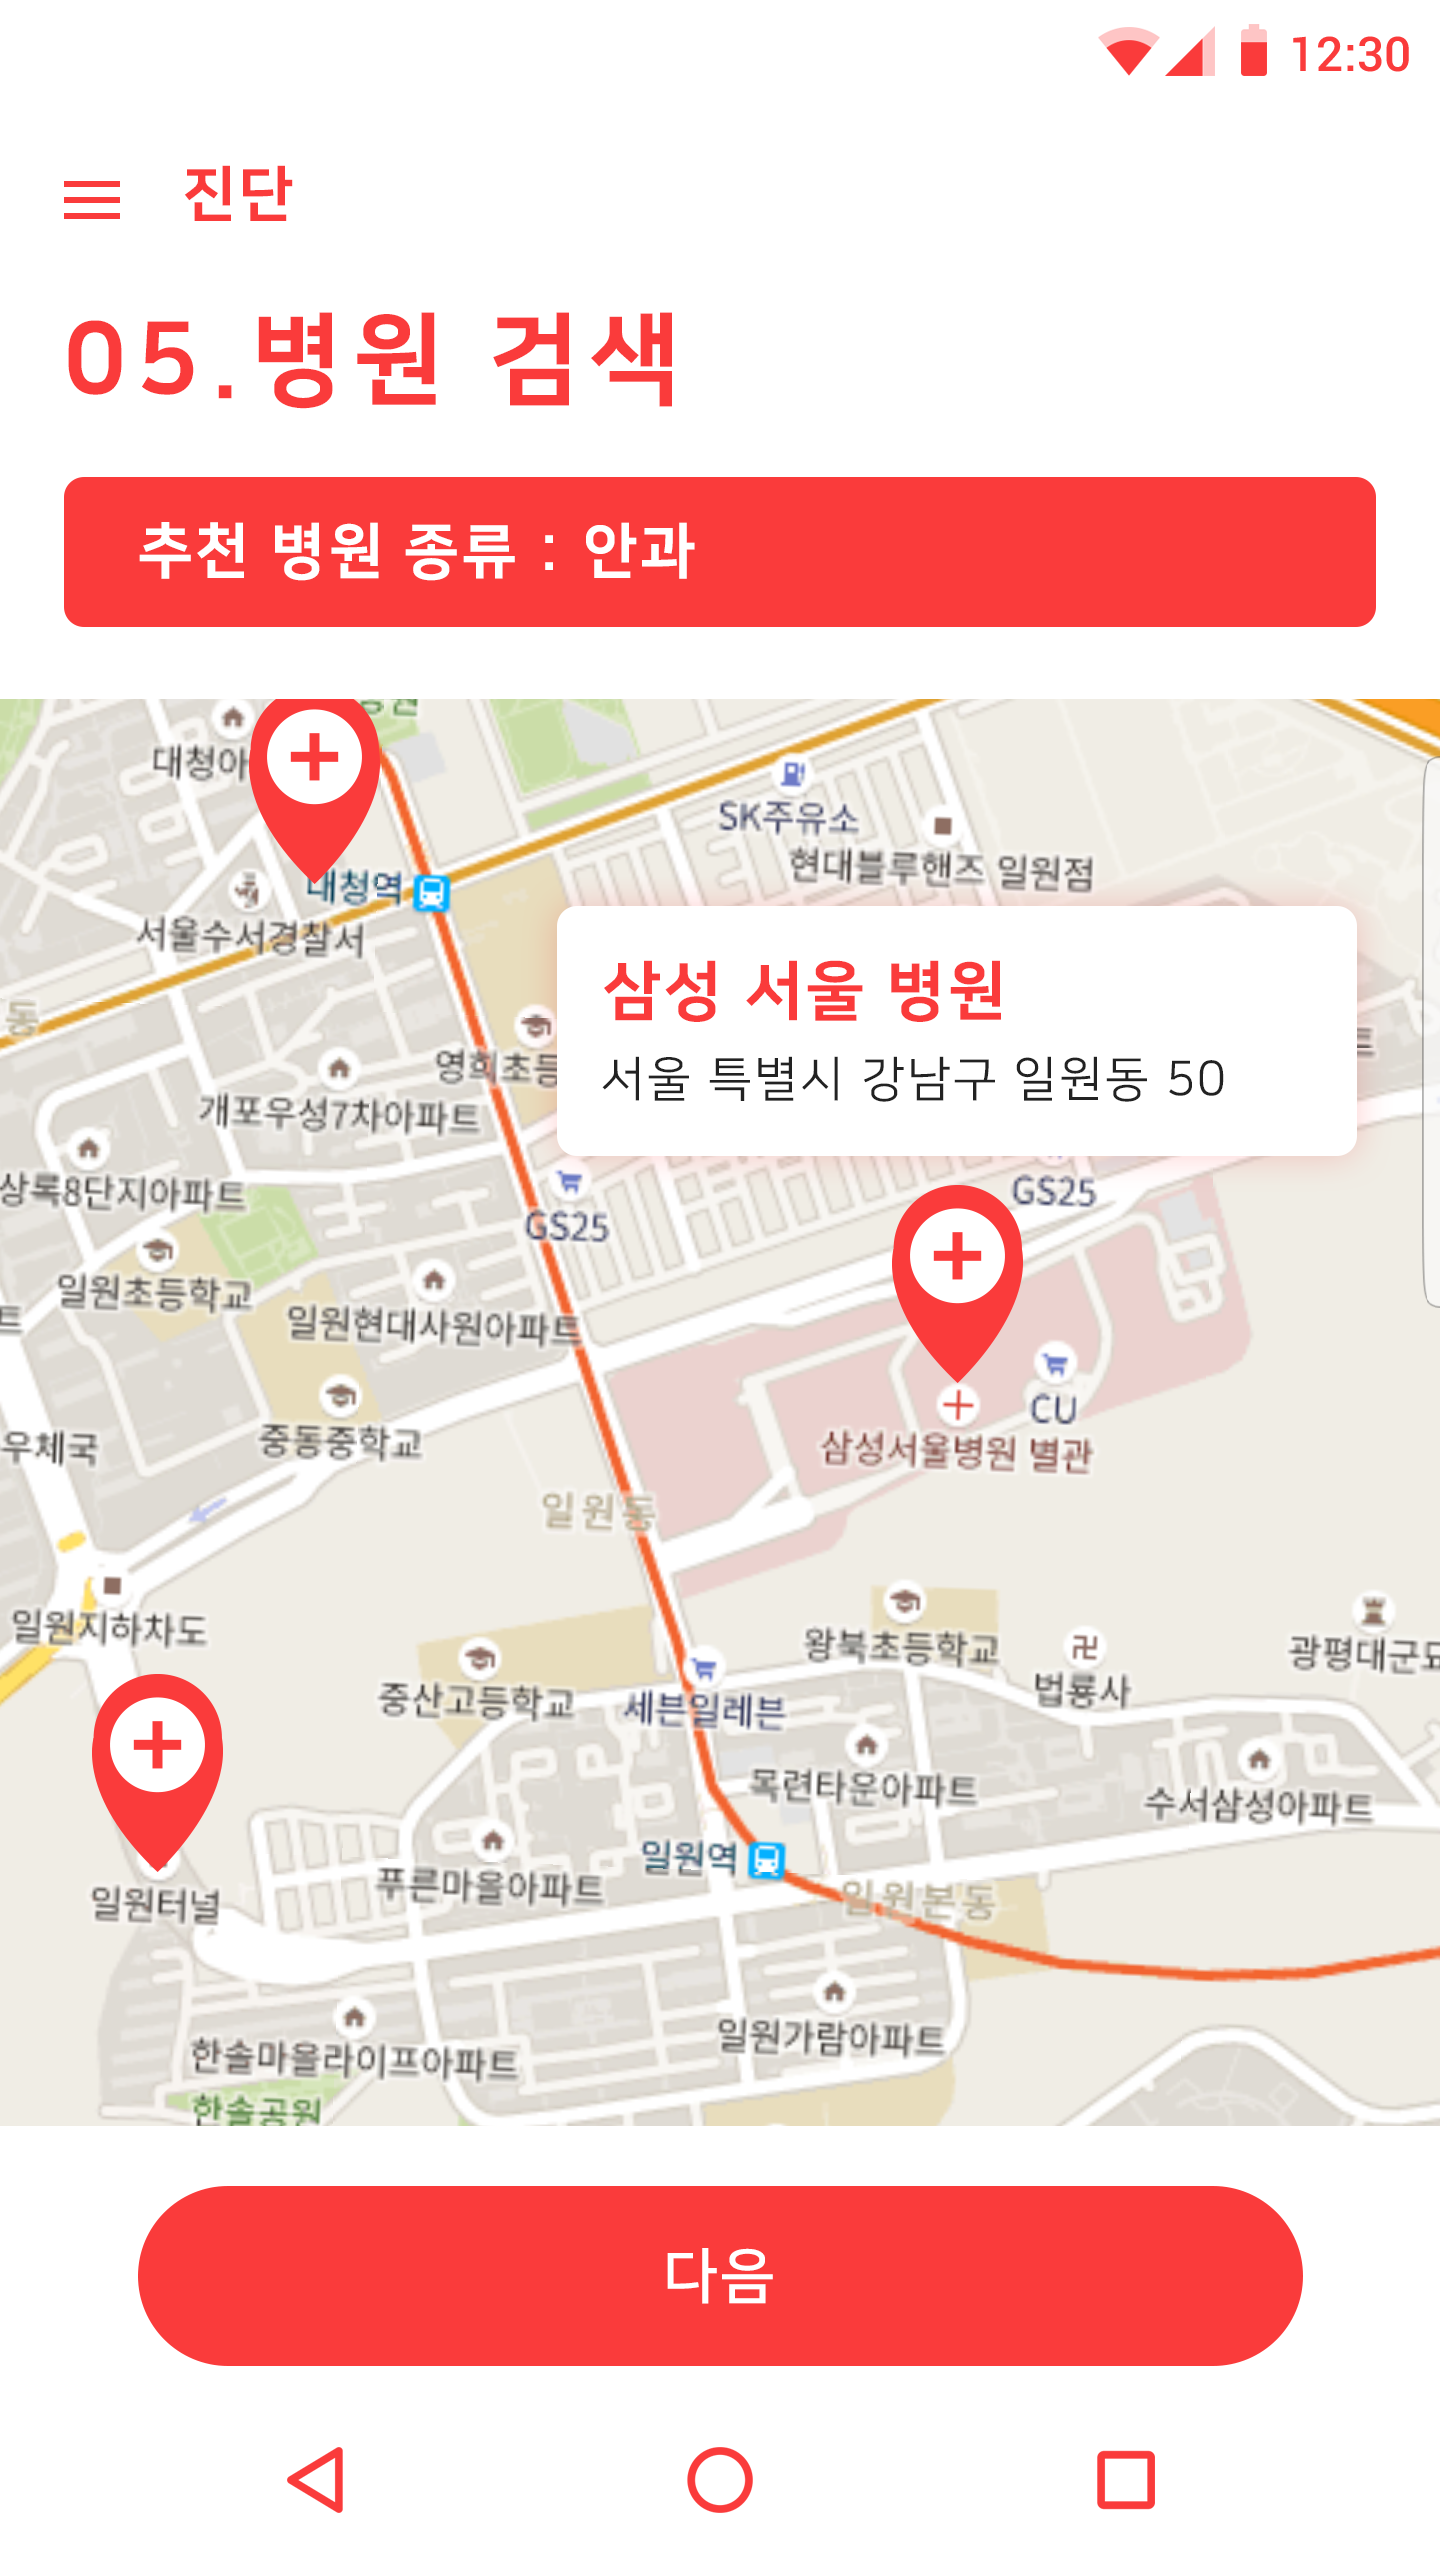 12:30
진단
05.병원 검색
추천 병원 종류 : 안과
대청아
SK주유소
현대블루핸즈 일원점
대청역
서울수서경찰서
삼성 서울 병원
서울 특별시 강남구 일원동 50
동
영희초등
개포우성7차아파트
상록8단지아파트
GS25
GS25
일원초등학교
일원현대사원아파트
트
중동중학교
CU
우체국
삼성서울병원 별관
일원동
일원지하차도
왕북초등학교
법룡사
광평대군묘
중산고등학교
세븐일레븐
목련타운아파트
수서삼성아파트
일원역
푸른마을아파트
일원터널
일원본동
일원가람아파트
한솔마을라이프아파트
한솔공원
다음